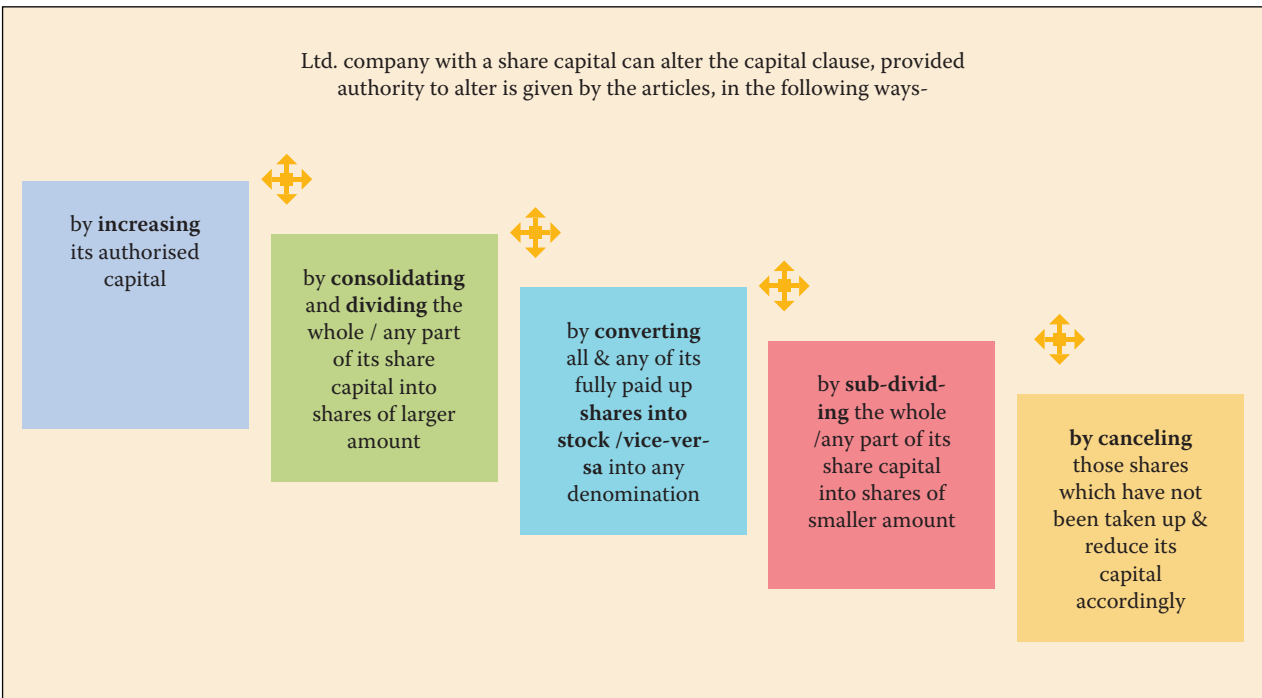 Ltd. company with a share capital can alter the capital clause, provided
authority to alter is given by the articles, in the following ways-
by increasing
its authorised
capital
by consolidating
and dividing the
whole / any part
of its share
capital into
shares of larger
amount
by converting
all & any of its
fully paid up
shares into
stock /vice-ver-
sa into any
denomination
by sub-divid-
ing the whole
/any part of its
share capital
into shares of
smaller amount
by canceling
those shares
which have not
been taken up &
reduce its
capital
accordingly